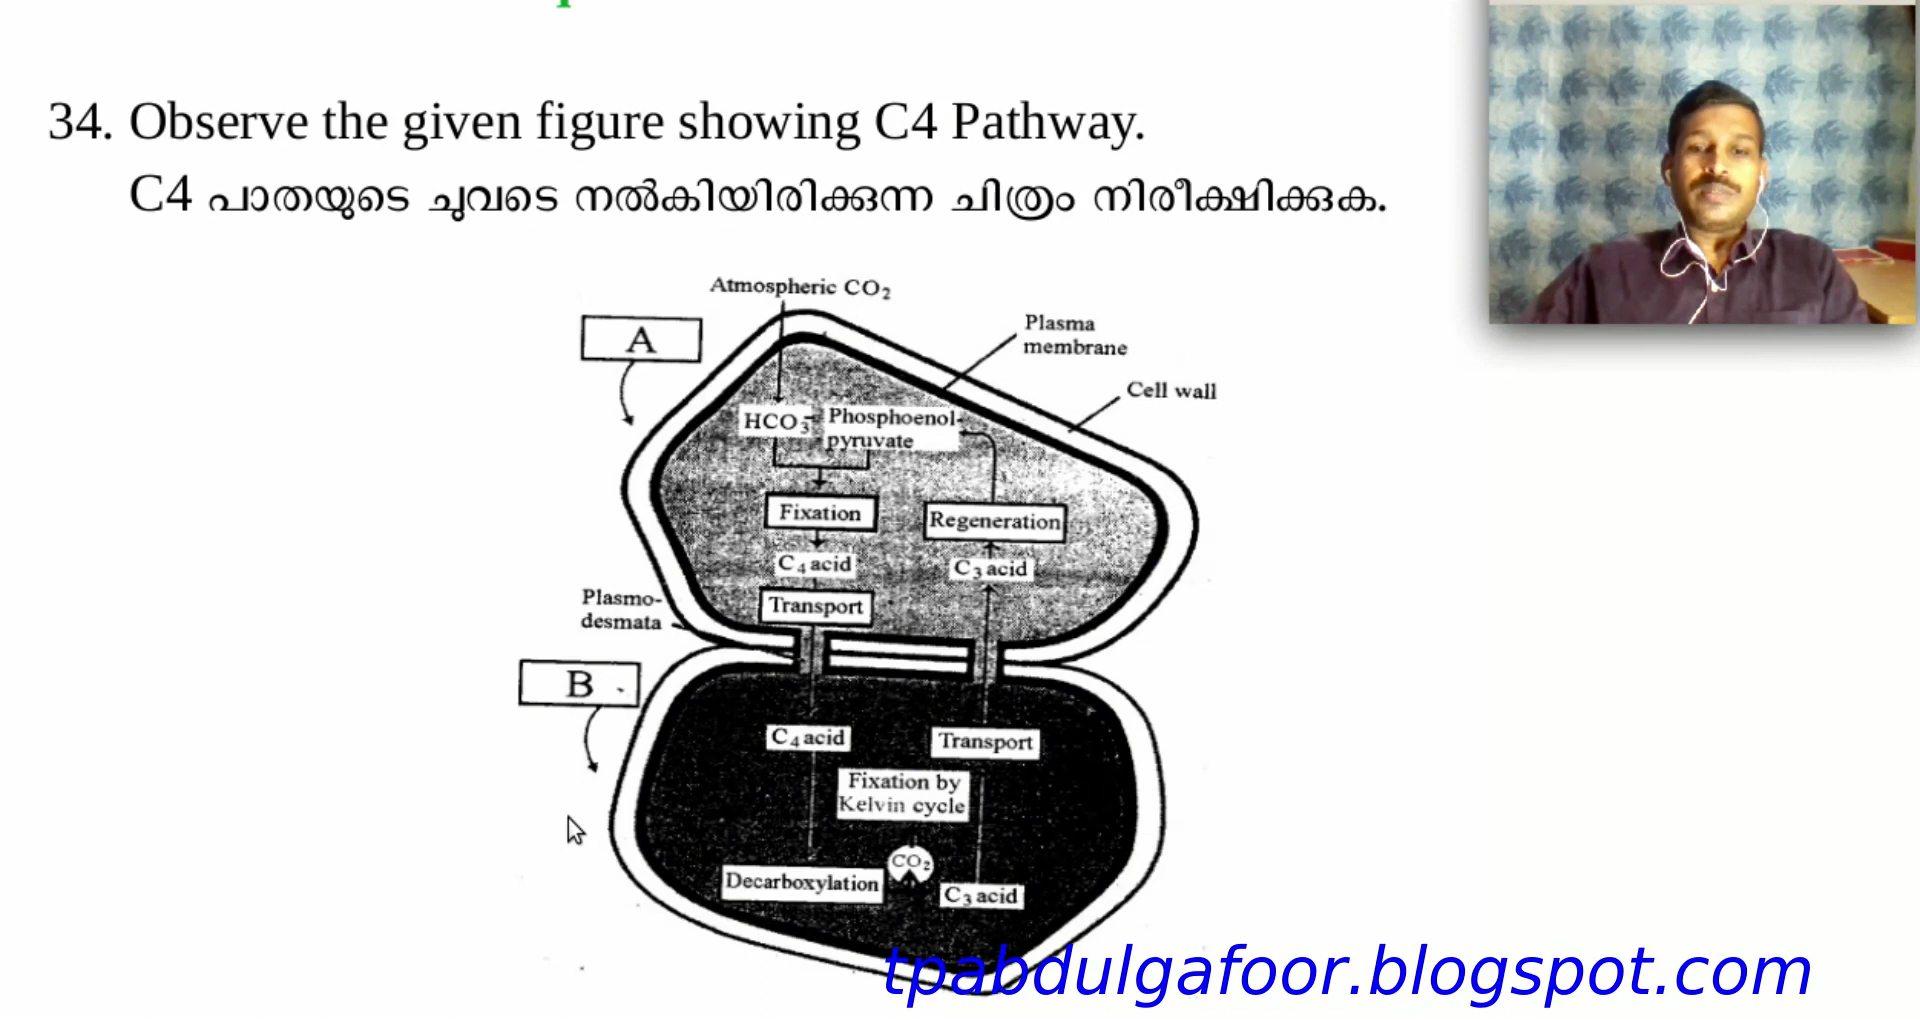 34. Observe the given figure showing C4 Pathway.
C4 പാതയുടെ ചുവടെ നൽകിയിരിക്കുന്ന ചിത്രം നിരീക്ഷിക്കുക.
Atmospheric CO₂
A
Plasma
membrane
Cell wall
HCO₃⁻
Phosphoenol-
pyruvate
Fixation
Regeneration
C₄ acid
C₃ acid
Transport
Plasmo-
desmata
B
C₄ acid
Transport
Fixation by
Kelvin cycle
CO₂
Decarboxylation
C₃ acid
tpabdulgafoor.blogspot.com